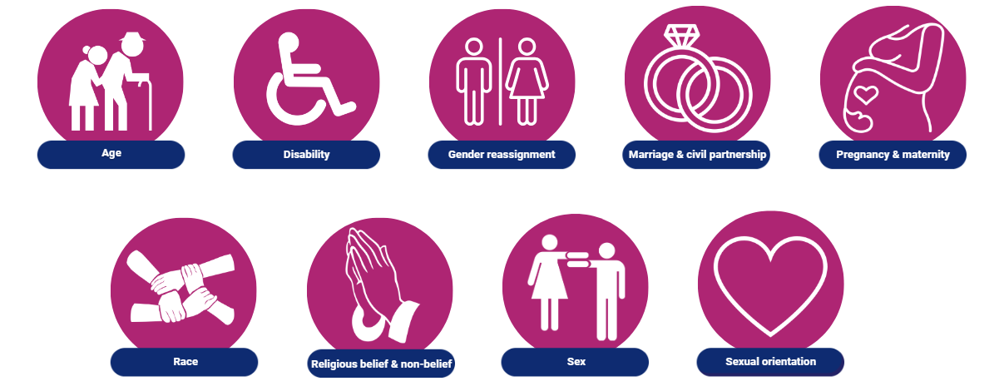 Age
Disability
Gender reassignment
Marriage & civil partnership
Pregnancy & maternity
Race
Religious belief & non-belief
Sex
Sexual orientation